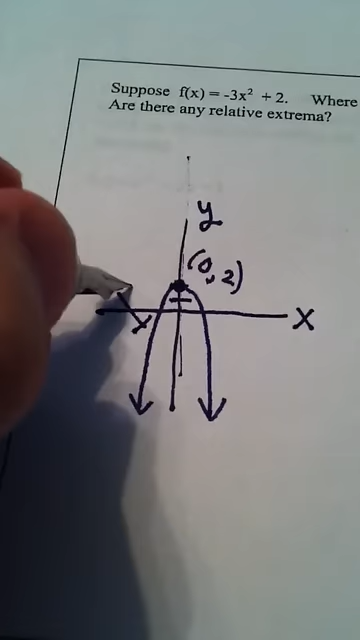 Suppose f(x) = -3x² + 2. Where
Are there any relative extrema?
y
(0,2)
X